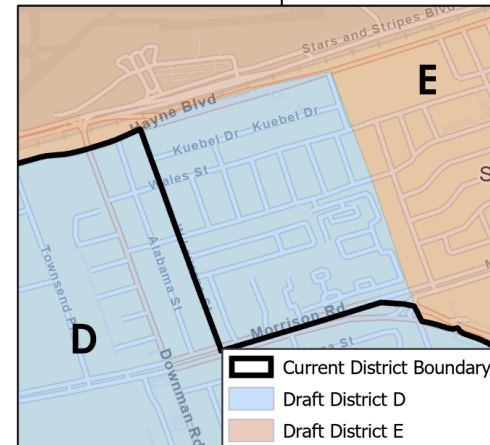 Stars and Stripes Blvd
E
Hayne Blvd
Kuebel Dr Kuebel Dr
Wales St
S
Alabama St
Townsend
Morrison Rd
D
Downman Rd
Current District Boundary
Draft District D
Draft District E